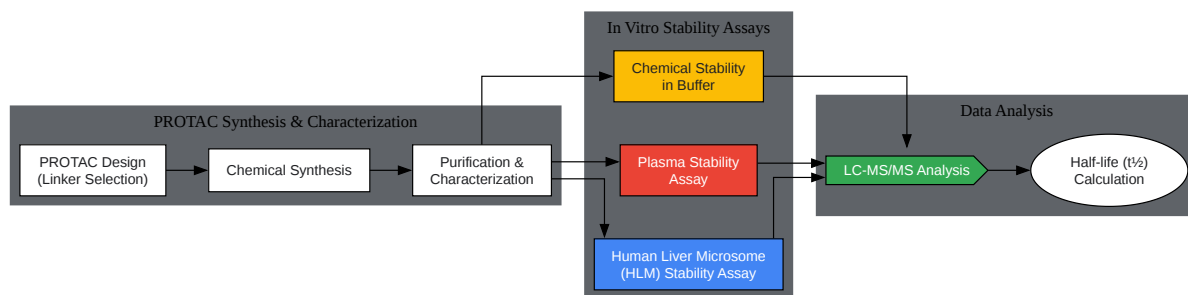 PROTAC Synthesis & Characterization
PROTAC Design
(Linker Selection)
Chemical Synthesis
Purification &
Characterization
In Vitro Stability Assays
Chemical Stability
in Buffer
Plasma Stability
Assay
Human Liver Microsome
(HLM) Stability Assay
Data Analysis
LC-MS/MS Analysis
Half-life (t½)
Calculation